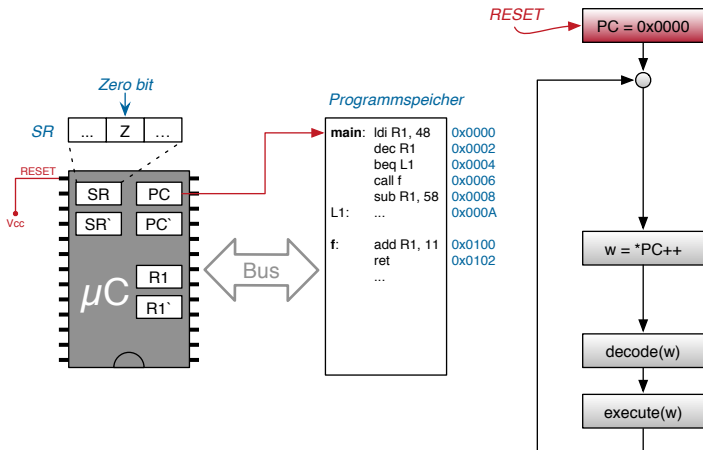 RESET
PC = 0x0000
Zero bit
Programmspeicher
SR
... Z ...
main: ldi R1, 48 0x0000
dec R1 0x0002
beq L1 0x0004
call f 0x0006
sub R1, 58 0x0008
L1: ... 0x000A
f: add R1, 11 0x0100
ret 0x0102
...
RESET
Vcc
SR PC
SR` PC`
R1
R1`
µC
Bus
w = *PC++
decode(w)
execute(w)